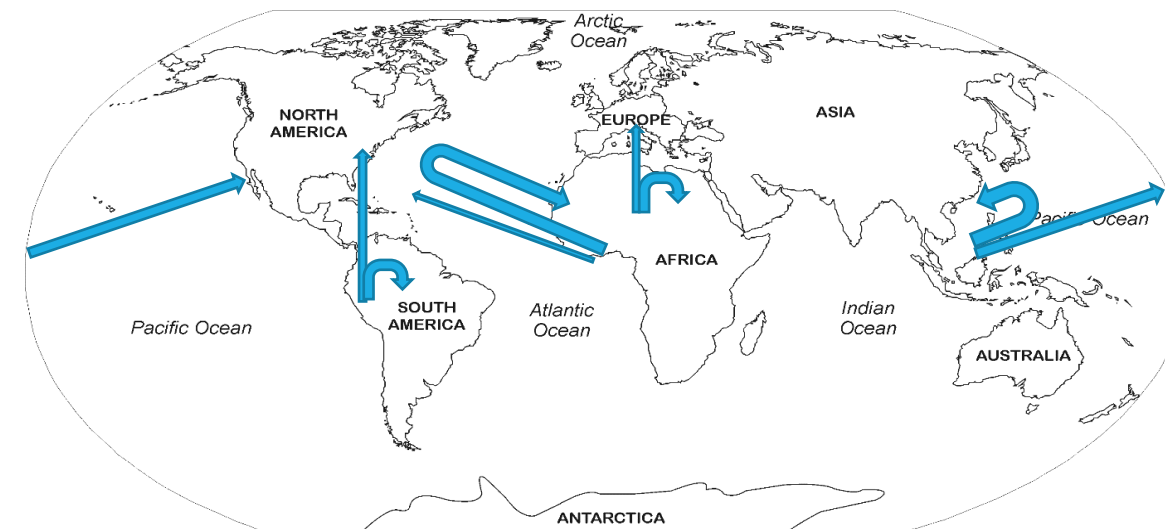 Arctic
Ocean
NORTH
AMERICA
EUROPE
ASIA
Pacific Ocean
AFRICA
SOUTH
AMERICA
Atlantic
Ocean
Indian
Ocean
Pacific Ocean
AUSTRALIA
ANTARCTICA